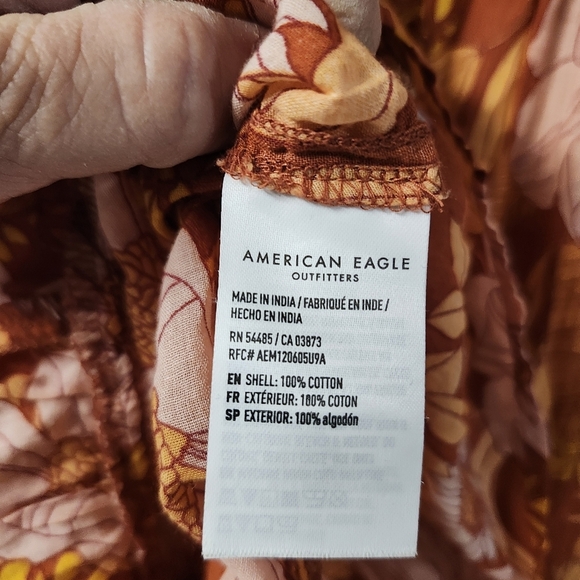 AMERICAN EAGLE
OUTFITTERS
MADE IN INDIA / FABRIQUÉ EN INDE /
HECHO EN INDIA
RN 54485 / CA 03873
RFC# AEM120605U9A
EN SHELL: 100% COTTON
FR EXTÉRIEUR: 100% COTON
SP EXTERIOR: 100% algodón